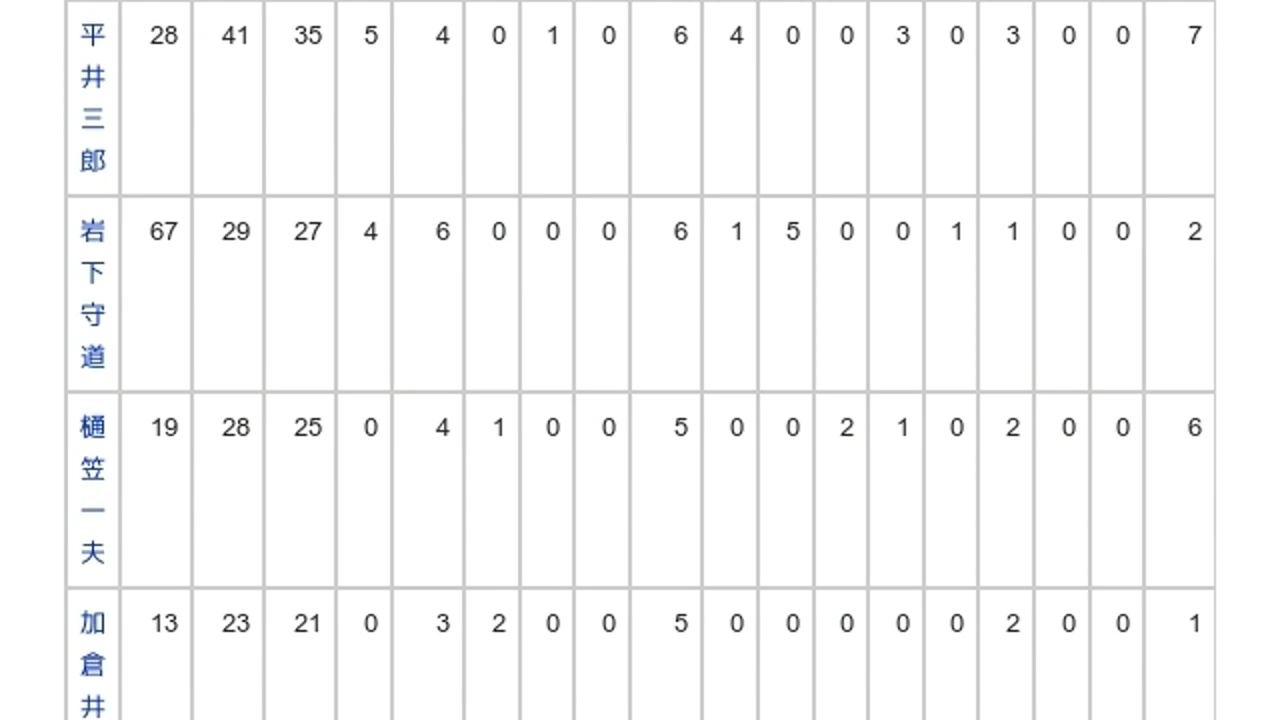 平井三郎 28 41 35 5 4 0 1 0 6 4 0 0 3 0 3 0 0 7
岩下守道 67 29 27 4 6 0 0 0 6 1 5 0 0 1 1 0 0 2
樋笠一夫 19 28 25 0 4 1 0 0 5 0 0 2 1 0 2 0 0 6
加倉井 13 23 21 0 3 2 0 0 5 0 0 0 0 0 2 0 0 1